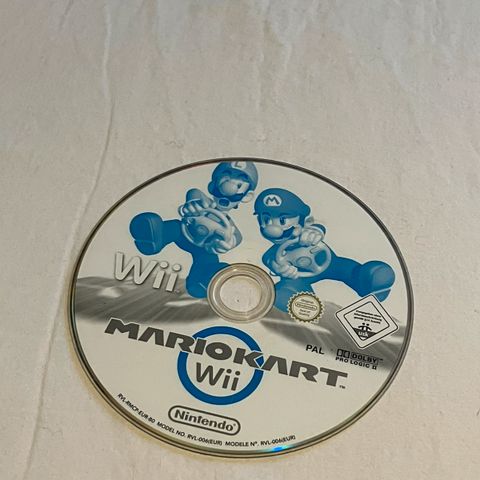 L
M
Wii
MARIOKART
Wii
PAL
DOLBY
PRO LOGIC II
Nintendo
RVL-RMCP-EUR-B0 MODEL NO. RVL-006(EUR) MODELE N°. RVL-006(EUR)